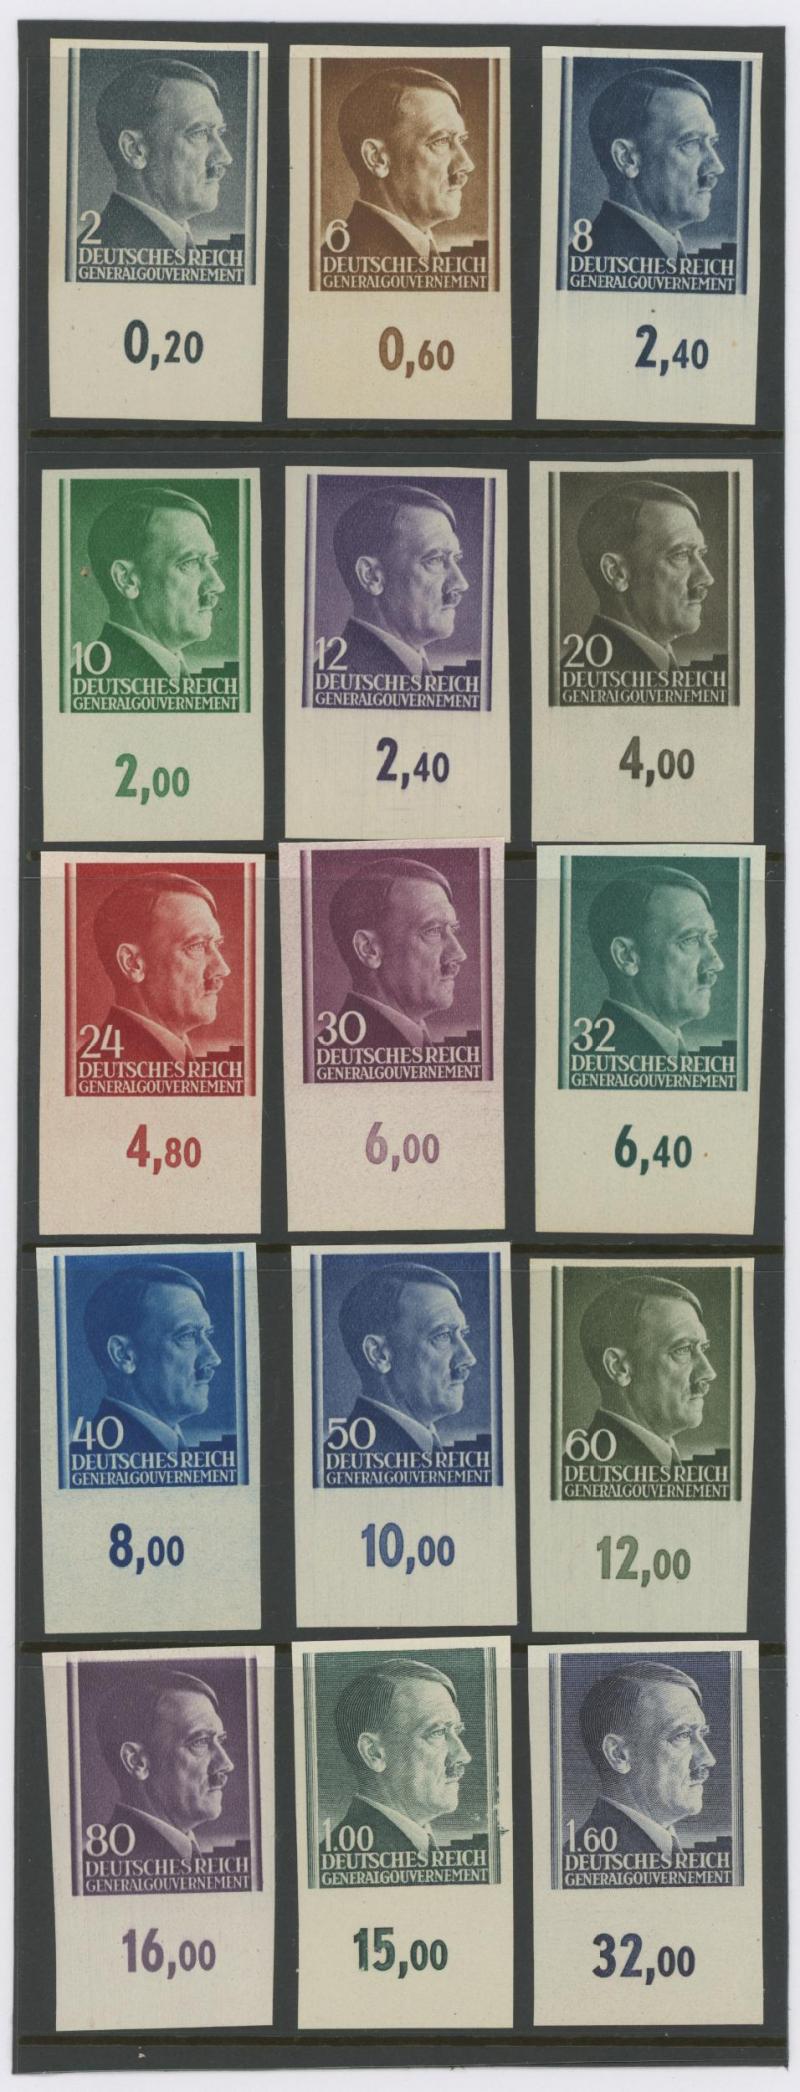 2
DEUTSCHES REICH
GENERALGOUVERNEMENT
0,20
6
DEUTSCHES REICH
GENERALGOUVERNEMENT
0,60
8
DEUTSCHES REICH
GENERALGOUVERNEMENT
2,40
10
DEUTSCHES REICH
GENERALGOUVERNEMENT
2,00
12
DEUTSCHES REICH
GENERALGOUVERNEMENT
2,40
20
DEUTSCHES REICH
GENERALGOUVERNEMENT
4,00
24
DEUTSCHES REICH
GENERALGOUVERNEMENT
4,80
30
DEUTSCHES REICH
GENERALGOUVERNEMENT
6,00
32
DEUTSCHES REICH
GENERALGOUVERNEMENT
6,40
40
DEUTSCHES REICH
GENERALGOUVERNEMENT
8,00
50
DEUTSCHES REICH
GENERALGOUVERNEMENT
10,00
60
DEUTSCHES REICH
GENERALGOUVERNEMENT
12,00
80
DEUTSCHES REICH
GENERALGOUVERNEMENT
16,00
1.00
DEUTSCHES REICH
GENERALGOUVERNEMENT
15,00
1.60
DEUTSCHES REICH
GENERALGOUVERNEMENT
32,00